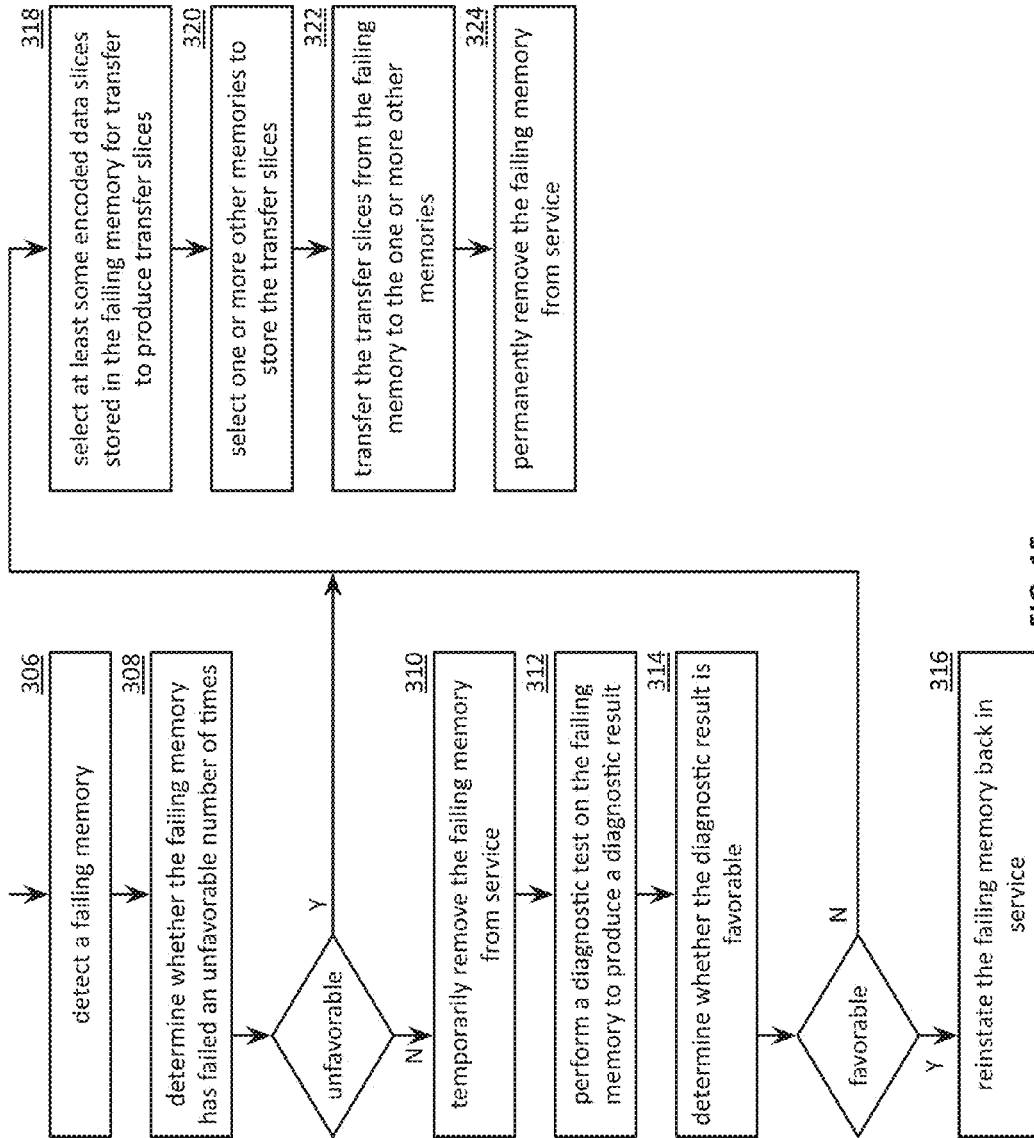 306
detect a failing memory
308
determine whether the failing memory
has failed an unfavorable number of times
unfavorable
Y
N
310
temporarily remove the failing memory
from service
312
perform a diagnostic test on the failing
memory to produce a diagnostic result
314
determine whether the diagnostic result is
favorable
favorable
N
Y
316
reinstate the failing memory back in
service
318
select at least some encoded data slices
stored in the failing memory for transfer
to produce transfer slices
320
select one or more other memories to
store the transfer slices
322
transfer the transfer slices from the failing
memory to the one or more other
memories
324
permanently remove the failing memory
from service